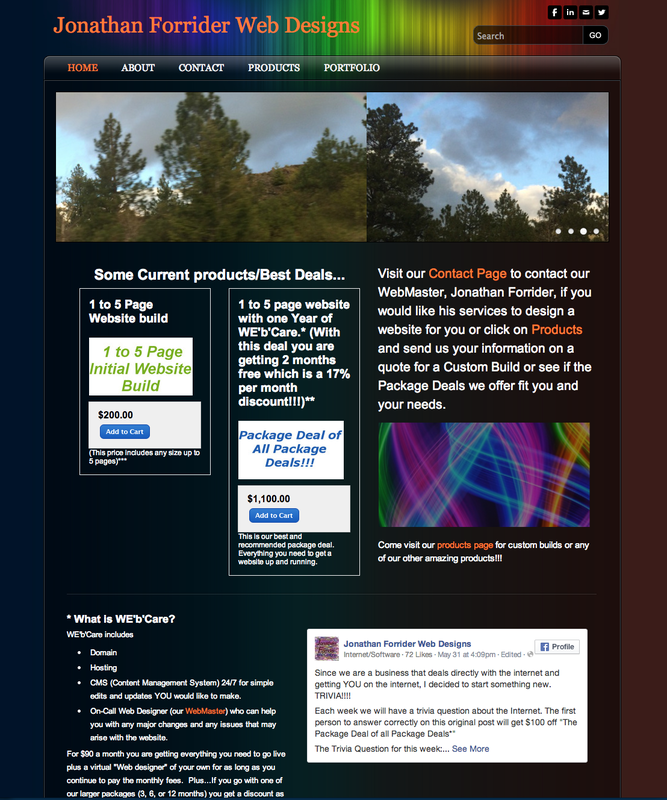 Jonathan Forrider Web Designs
Search
GO
HOME
ABOUT
CONTACT
PRODUCTS
PORTFOLIO
Some Current products/Best Deals...
1 to 5 Page
Website build
1 to 5 Page
Initial Website
Build
$200.00
Add to Cart
(This price includes any size up to
5 pages)***
1 to 5 page website
with one Year of
WE'b'Care.* (With
this deal you are
getting 2 months
free which is a 17%
per month
discount!!!)**
Package Deal of
All Package
Deals!!!
$1,100.00
Add to Cart
This is our best and
recommended package deal.
Everything you need to get a
website up and running.
Visit our Contact Page to contact our
WebMaster, Jonathan Forrider, if you
would like his services to design a
website for you or click on Products
and send us your information on a
quote for a Custom Build or see if the
Package Deals we offer fit you and
your needs.
Come visit our products page for custom builds or any
of our other amazing products!!!
* What is WE'b'Care?
WE'b'Care includes
Domain
Hosting
CMS (Content Management System) 24/7 for simple
edits and updates YOU would like to make.
On-Call Web Designer (our WebMaster) who can help
you with any major changes and any issues that may
arise with the website.
For $90 a month you are getting everything you need to go live
plus a virtual "Web designer" of your own for as long as you
continue to pay the monthly fees. Plus...If you go with one of
our larger packages (3, 6, or 12 months) you get a discount as
Jonathan Forrider Web Designs
Internet/Software · 72 Likes · May 31 at 4:09pm · Edited ·
Profile
Since we are a business that deals directly with the internet and
getting YOU on the internet, I decided to start something new.
TRIVIA!!!!
Each week we will have a trivia question about the Internet. The first
person to answer correctly on this original post will get $100 off "The
Package Deal of all Package Deals*"
The Trivia Question for this week:... See More